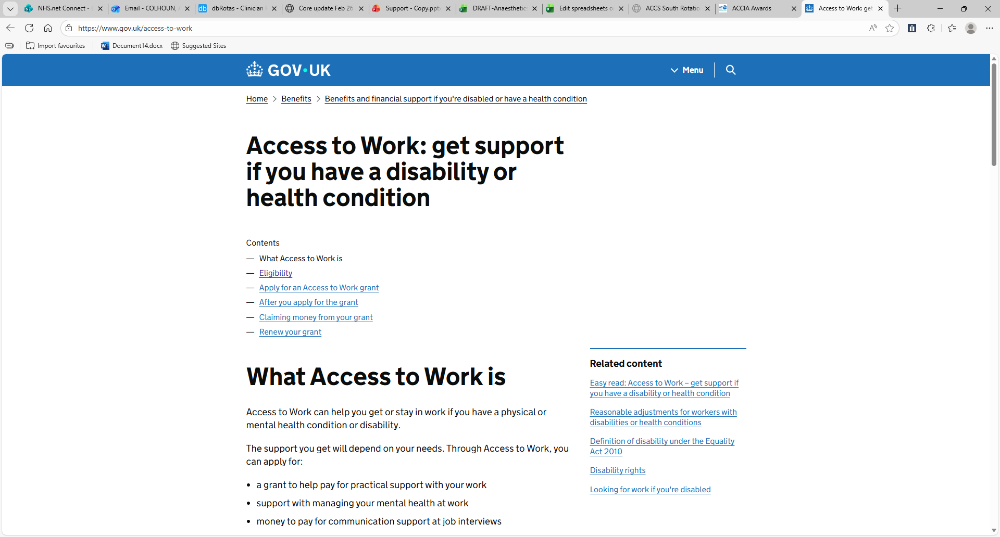 NHS.net Connect -
Email - COLHOUN,
dbRotas - Clinician
Core update Feb 26
Support - Copy.pptx
DRAFT-Anaesthetics
Edit spreadsheets
ACCS South Rotatio
ACCIA Awards
Access to Work: get
https://www.gov.uk/access-to-work
Import favourites
Document14.docx
Suggested Sites
GOV·UK
Menu
Home
Benefits
Benefits and financial support if you're disabled or have a health condition
Access to Work: get support
if you have a disability or
health condition
Contents
— What Access to Work is
— Eligibility
— Apply for an Access to Work grant
— After you apply for the grant
— Claiming money from your grant
— Renew your grant
What Access to Work is
Access to Work can help you get or stay in work if you have a physical or
mental health condition or disability.
The support you get will depend on your needs. Through Access to Work, you
can apply for:
• a grant to help pay for practical support with your work
• support with managing your mental health at work
• money to pay for communication support at job interviews
Related content
Easy read: Access to Work – get support if
you have a disability or health condition
Reasonable adjustments for workers with
disabilities or health conditions
Definition of disability under the Equality
Act 2010
Disability rights
Looking for work if you're disabled